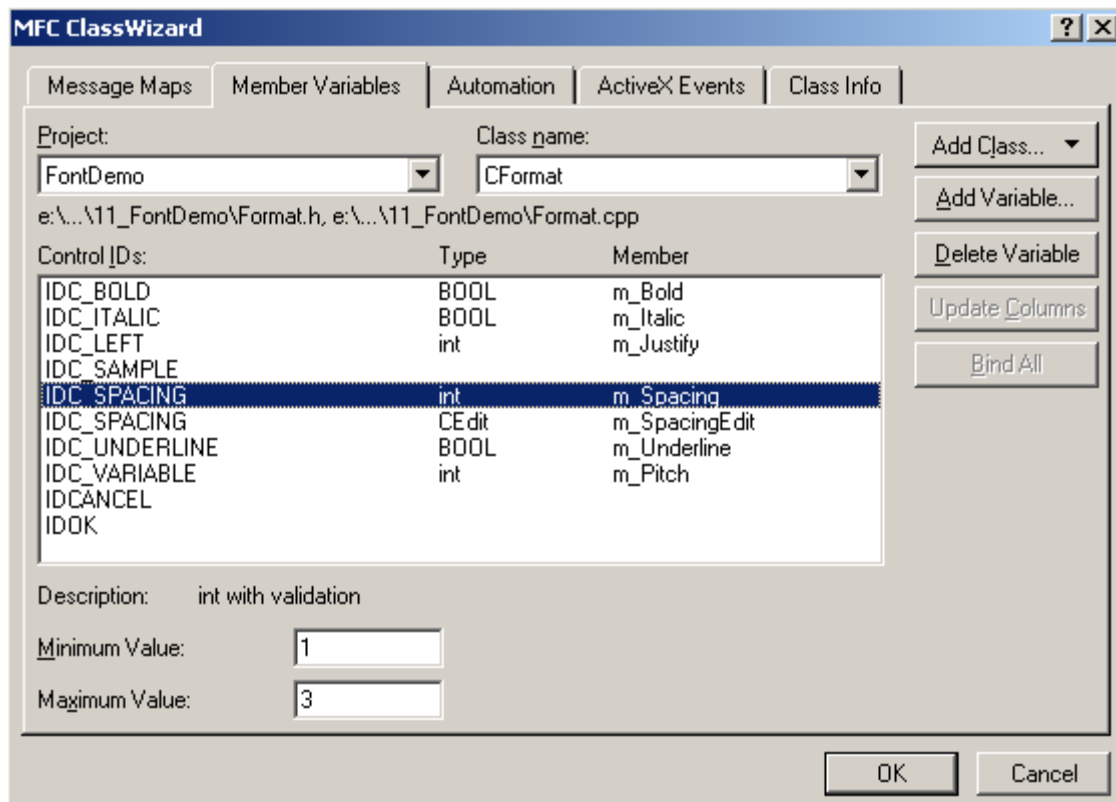 MFC ClassWizard
Message Maps Member Variables Automation ActiveX Events Class Info
Project: Class name:
FontDemo CFormat
e:\...\11_FontDemo\Format.h, e:\...\11_FontDemo\Format.cpp
Control IDs: Type Member
IDC_BOLD BOOL m_Bold
IDC_ITALIC BOOL m_Italic
IDC_LEFT int m_Justify
IDC_SAMPLE
IDC_SPACING int m_Spacing
IDC_SPACING CEdit m_SpacingEdit
IDC_UNDERLINE BOOL m_Underline
IDC_VARIABLE int m_Pitch
IDCANCEL
IDOK
Add Class...
Add Variable...
Delete Variable
Update Columns
Bind All
Description: int with validation
Minimum Value: 1
Maximum Value: 3
OK Cancel